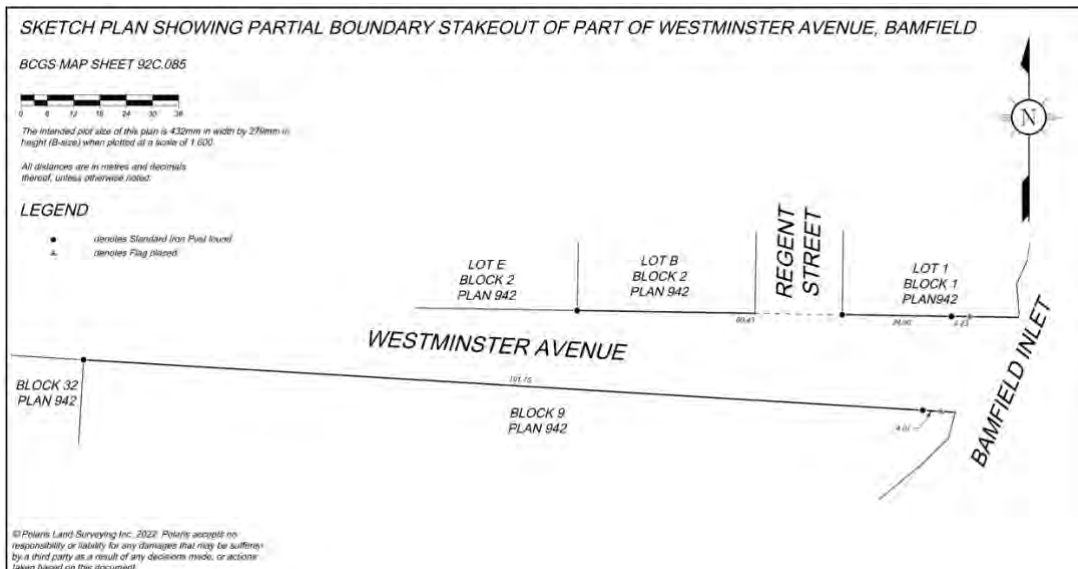 SKETCH PLAN SHOWING PARTIAL BOUNDARY STAKEOUT OF PART OF WESTMINSTER AVENUE, BAMFIELD
BCGS MAP SHEET 92C.085
0 6 12 18 24 30 36
The intended plot size of this plan is 432mm in width by 279mm in
height (B-size) when plotted at a scale of 1:600.
All distances are in metres and decimals
thereof, unless otherwise noted.
LEGEND
denotes Standard Iron Post found
denotes Flag placed
N
LOT E
BLOCK 2
PLAN 942
LOT B
BLOCK 2
PLAN 942
REGENT
STREET
LOT 1
BLOCK 1
PLAN942
WESTMINSTER AVENUE
BAMFIELD INLET
BLOCK 32
PLAN 942
BLOCK 9
PLAN 942
© Polaris Land Surveying Inc. 2022. Polaris accepts no
responsibility or liability for any damages that may be suffered
by a third party as a result of any decisions made, or actions
taken based on this document.